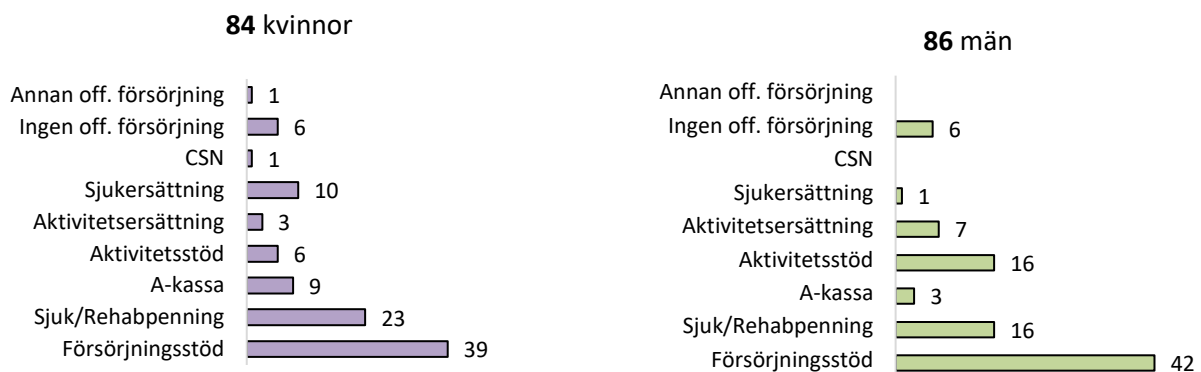 84 kvinnor
Annan off. försörjning 1
Ingen off. försörjning 6
CSN 1
Sjukersättning 10
Aktivitetsersättning 3
Aktivitetsstöd 6
A-kassa 9
Sjuk/Rehabpenning 23
Försörjningsstöd 39
86 män
Annan off. försörjning
Ingen off. försörjning 6
CSN
Sjukersättning 1
Aktivitetsersättning 7
Aktivitetsstöd 16
A-kassa 3
Sjuk/Rehabpenning 16
Försörjningsstöd 42